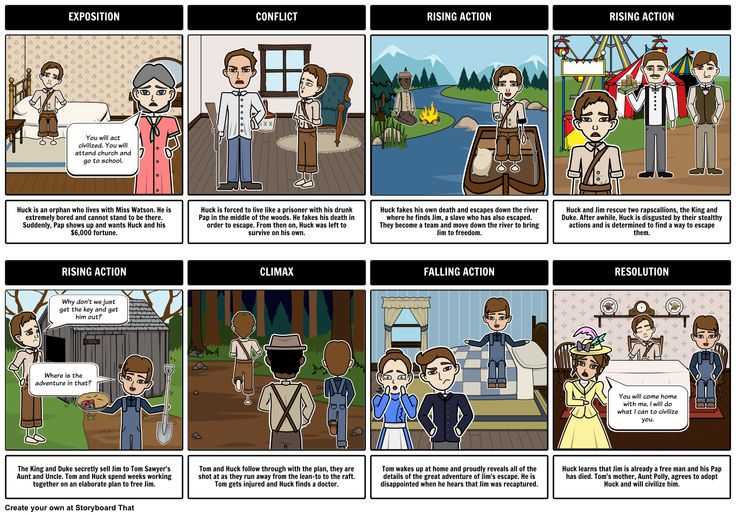 EXPOSITION
CONFLICT
RISING ACTION
RISING ACTION
You will act
civilized. You will
attend church and
go to school.
Huck is an orphan who lives with Miss Watson. He is
extremely bored and cannot stand to be there.
Suddenly, Pap shows up and wants Huck and his
$6,000 fortune.
Huck is forced to live like a prisoner with his drunk
Pap in the middle of the woods. He fakes his death in
order to escape. From then on, Huck was left to
survive on his own.
Huck fakes his own death and escapes down the river
where he finds Jim, a slave who has also escaped.
They become a team and move down the river to bring
Jim to freedom.
Huck and Jim rescue two rapscallions, the King and
Duke. After awhile, Huck is disgusted by their stealthy
actions and is determined to find a way to escape
them.
RISING ACTION
CLIMAX
FALLING ACTION
RESOLUTION
Why don't we just
get the key and get
him out?
Where is the
adventure in that?
You will come home
with me. I will do
what I can to civilize
you.
The King and Duke secretly sell Jim to Tom Sawyer's
Aunt and Uncle. Tom and Huck spend weeks working
together on an elaborate plan to free Jim.
Tom and Huck follow through with the plan, they are
shot at as they run away from the lean-to to the raft.
Tom gets injured and Huck finds a doctor.
Tom wakes up at home and proudly reveals all of the
details of the great adventure of Jim's escape. He is
disappointed when he hears that Jim was recaptured.
Huck learns that Jim is already a free man and his Pap
has died. Tom's mother, Aunt Polly, agrees to adopt
Huck and will civilize him.
Create your own at Storyboard That